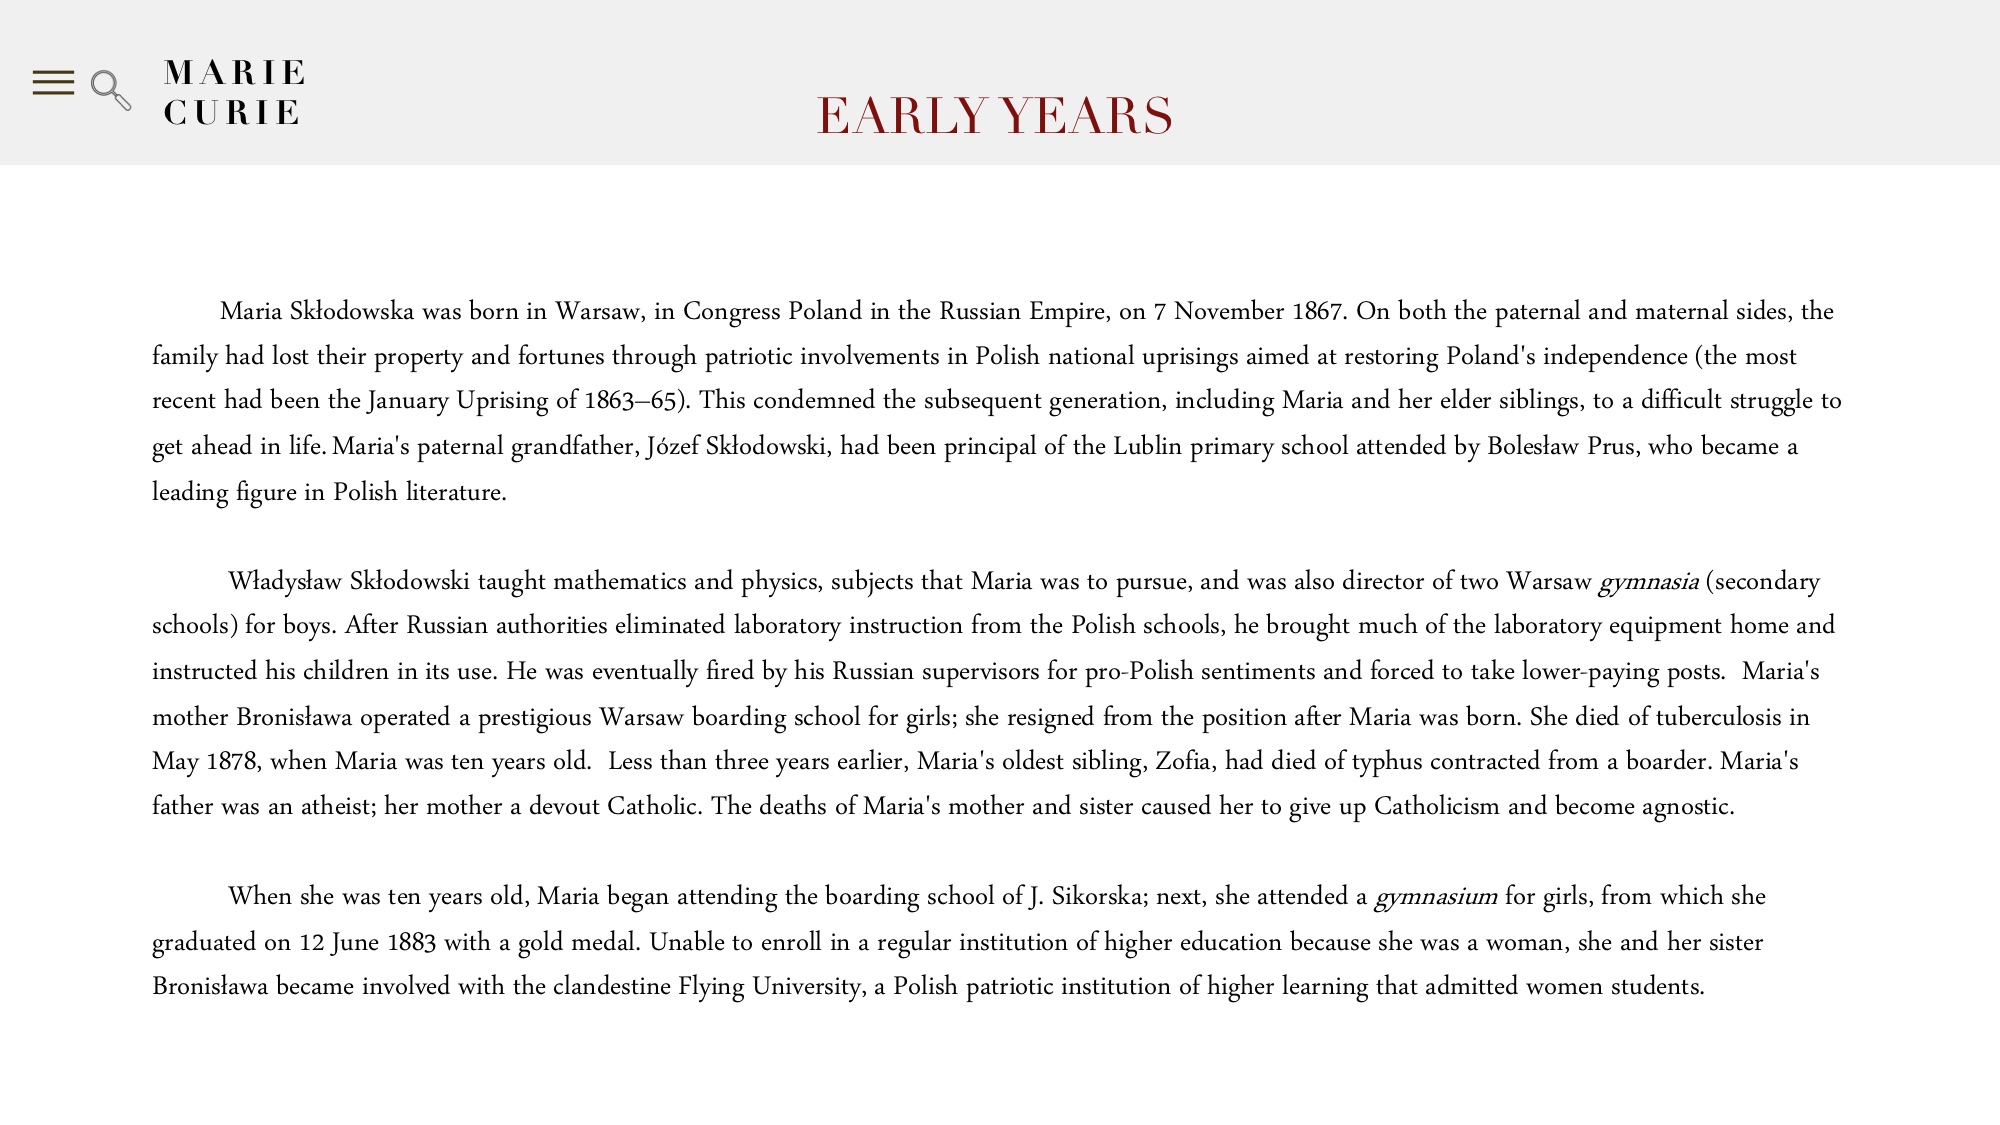 MARIE
CURIE
EARLY YEARS
Maria Skłodowska was born in Warsaw, in Congress Poland in the Russian Empire, on 7 November 1867. On both the paternal and maternal sides, the
family had lost their property and fortunes through patriotic involvements in Polish national uprisings aimed at restoring Poland's independence (the most
recent had been the January Uprising of 1863–65). This condemned the subsequent generation, including Maria and her elder siblings, to a difficult struggle to
get ahead in life. Maria's paternal grandfather, Józef Skłodowski, had been principal of the Lublin primary school attended by Bolesław Prus, who became a
leading figure in Polish literature.
Władysław Skłodowski taught mathematics and physics, subjects that Maria was to pursue, and was also director of two Warsaw gymnasia (secondary
schools) for boys. After Russian authorities eliminated laboratory instruction from the Polish schools, he brought much of the laboratory equipment home and
instructed his children in its use. He was eventually fired by his Russian supervisors for pro-Polish sentiments and forced to take lower-paying posts.  Maria's
mother Bronisława operated a prestigious Warsaw boarding school for girls; she resigned from the position after Maria was born. She died of tuberculosis in
May 1878, when Maria was ten years old.  Less than three years earlier, Maria's oldest sibling, Zofia, had died of typhus contracted from a boarder. Maria's
father was an atheist; her mother a devout Catholic. The deaths of Maria's mother and sister caused her to give up Catholicism and become agnostic.
When she was ten years old, Maria began attending the boarding school of J. Sikorska; next, she attended a gymnasium for girls, from which she
graduated on 12 June 1883 with a gold medal. Unable to enroll in a regular institution of higher education because she was a woman, she and her sister
Bronisława became involved with the clandestine Flying University, a Polish patriotic institution of higher learning that admitted women students.